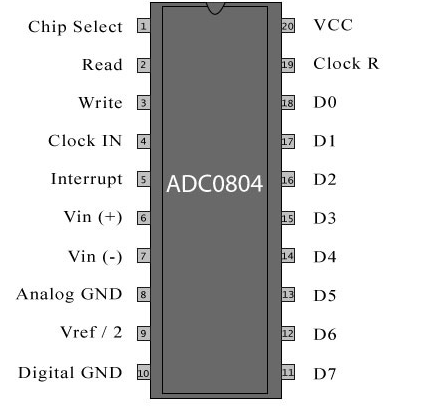 Chip Select 1 20 VCC
Read 2 19 Clock R
Write 3 18 D0
Clock IN 4 17 D1
Interrupt 5 ADC0804 16 D2
Vin (+) 6 15 D3
Vin (-) 7 14 D4
Analog GND 8 13 D5
Vref / 2 9 12 D6
Digital GND 10 11 D7